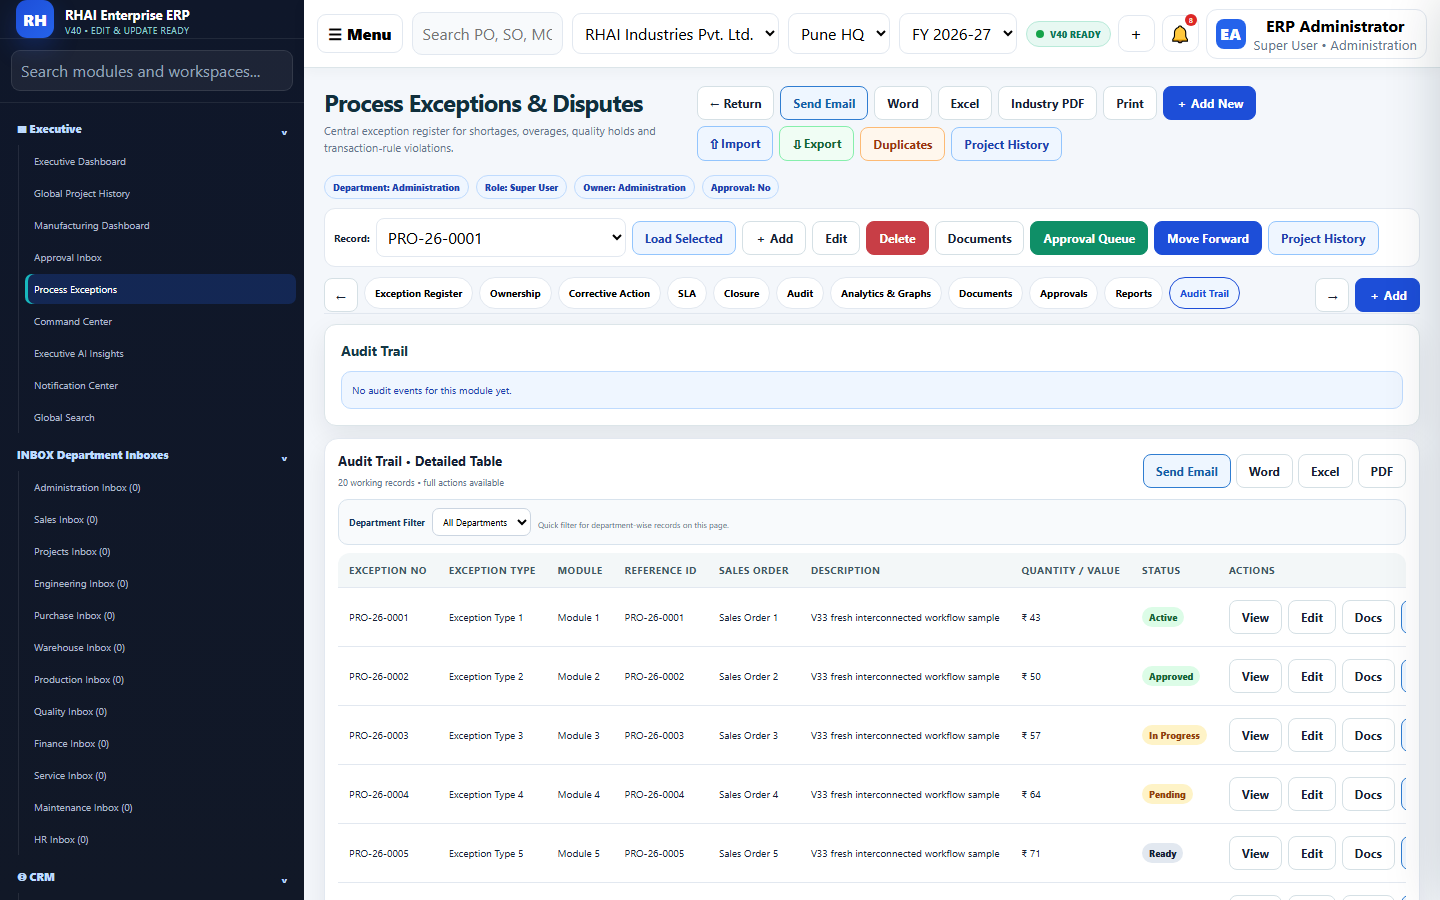 RH
RHAI Enterprise ERP
V40 • EDIT & UPDATE READY
Search modules and workspaces...
Executive
Executive Dashboard
Global Project History
Manufacturing Dashboard
Approval Inbox
Process Exceptions
Command Center
Executive AI Insights
Notification Center
Global Search
INBOX Department Inboxes
Administration Inbox (0)
Sales Inbox (0)
Projects Inbox (0)
Engineering Inbox (0)
Purchase Inbox (0)
Warehouse Inbox (0)
Production Inbox (0)
Quality Inbox (0)
Finance Inbox (0)
Service Inbox (0)
Maintenance Inbox (0)
HR Inbox (0)
CRM
☰ Menu
Search PO, SO, MO
RHAI Industries Pvt. Ltd.
Pune HQ
FY 2026-27
V40 READY
+
8
EA
ERP Administrator
Super User • Administration
Process Exceptions & Disputes
Central exception register for shortages, overages, quality holds and
transaction-rule violations.
← Return
Send Email
Word
Excel
Industry PDF
Print
+ Add New
⇧ Import
⇩ Export
Duplicates
Project History
Department: Administration
Role: Super User
Owner: Administration
Approval: No
Record:
PRO-26-0001
Load Selected
+ Add
Edit
Delete
Documents
Approval Queue
Move Forward
Project History
←
Exception Register
Ownership
Corrective Action
SLA
Closure
Audit
Analytics & Graphs
Documents
Approvals
Reports
Audit Trail
→
+ Add
Audit Trail
No audit events for this module yet.
Audit Trail • Detailed Table
20 working records • full actions available
Send Email
Word
Excel
PDF
Department Filter
All Departments
Quick filter for department-wise records on this page.
EXCEPTION NO EXCEPTION TYPE MODULE REFERENCE ID SALES ORDER DESCRIPTION QUANTITY / VALUE STATUS ACTIONS
PRO-26-0001 Exception Type 1 Module 1 PRO-26-0001 Sales Order 1 V33 fresh interconnected workflow sample ₹ 43 Active View Edit Docs
PRO-26-0002 Exception Type 2 Module 2 PRO-26-0002 Sales Order 2 V33 fresh interconnected workflow sample ₹ 50 Approved View Edit Docs
PRO-26-0003 Exception Type 3 Module 3 PRO-26-0003 Sales Order 3 V33 fresh interconnected workflow sample ₹ 57 In Progress View Edit Docs
PRO-26-0004 Exception Type 4 Module 4 PRO-26-0004 Sales Order 4 V33 fresh interconnected workflow sample ₹ 64 Pending View Edit Docs
PRO-26-0005 Exception Type 5 Module 5 PRO-26-0005 Sales Order 5 V33 fresh interconnected workflow sample ₹ 71 Ready View Edit Docs